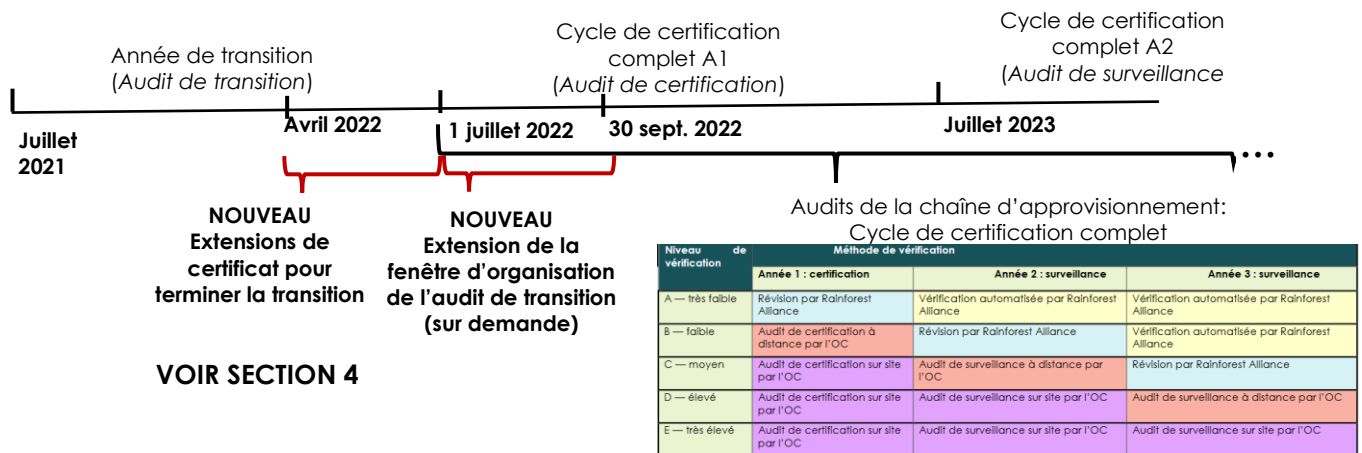 Année de transition
(Audit de transition)
Cycle de certification
complet A1
(Audit de certification)
Cycle de certification
complet A2
(Audit de surveillance
Juillet
2021
Avril 2022
1 juillet 2022
30 sept. 2022
Juillet 2023
...
NOUVEAU
Extensions de
certificat pour
terminer la transition
NOUVEAU
Extension de la
fenêtre d'organisation
de l'audit de transition
(sur demande)
VOIR SECTION 4
Audits de la chaîne d'approvisionnement:
Cycle de certification complet
Niveau de
vérification
Méthode de vérification
Année 1 : certification
Année 2 : surveillance
Année 3 : surveillance
A — très faible
Révision par Rainforest
Alliance
Vérification automatisée par Rainforest
Alliance
Vérification automatisée par Rainforest
Alliance
B — faible
Audit de certification à
distance par l'OC
Révision par Rainforest Alliance
Vérification automatisée par Rainforest
Alliance
C — moyen
Audit de certification sur site
par l'OC
Audit de surveillance à distance par
l'OC
Révision par Rainforest Alliance
D — élevé
Audit de certification sur site
par l'OC
Audit de surveillance sur site par l'OC
Audit de surveillance à distance par l'OC
E — très élevé
Audit de certification sur site
par l'OC
Audit de surveillance sur site par l'OC
Audit de surveillance sur site par l'OC